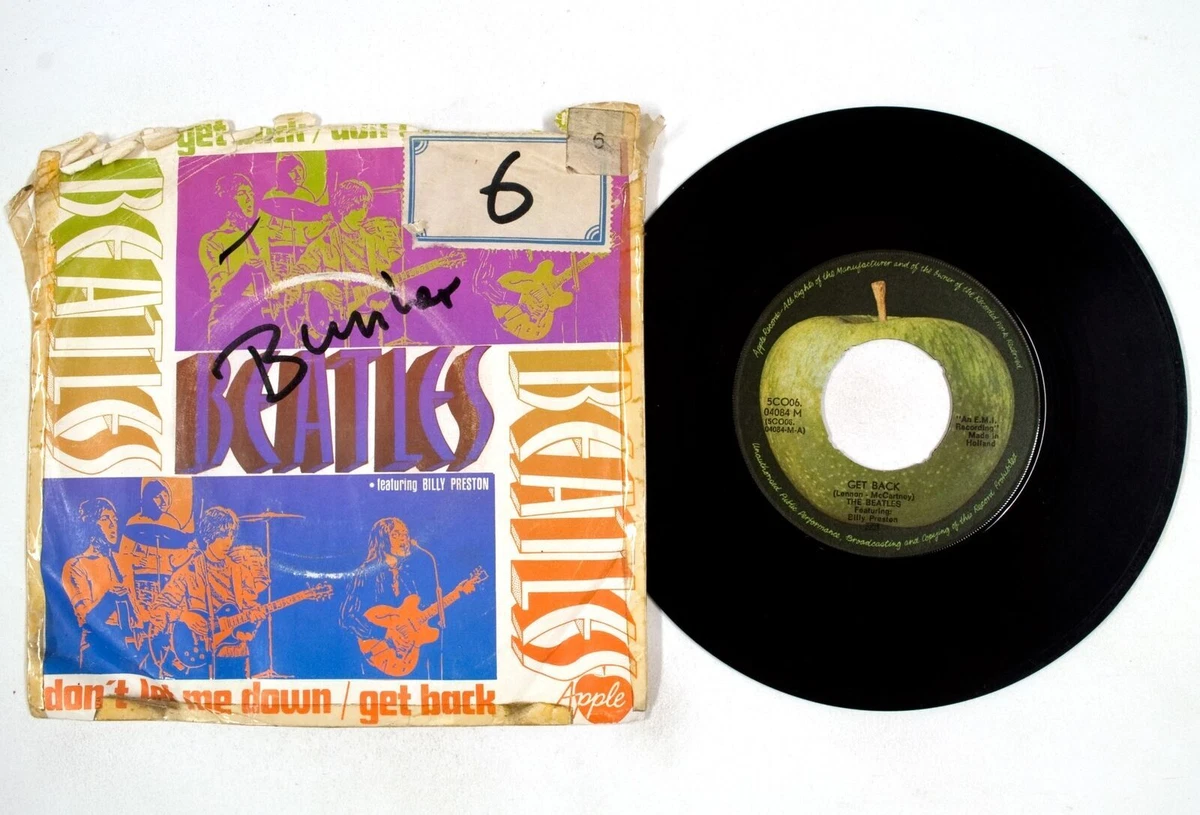 get back / don't
6
6
BEATLES
Bunnier
BEATLES
BEATLES
• featuring BILLY PRESTON
don't let me down / get back
Apple
Apple Records · All Rights of the Manufacturer and of the Owner of the Recorded Work Reserved
5C006.
04084 M
(5C006.
04084-M-A)
"An E.M.I.
Recording"
Made in
Holland
GET BACK
(Lennon - McCartney)
THE BEATLES
Featuring:
Billy Preston
Unauthorised Public Performance, Broadcasting and Copying of this Record Prohibited